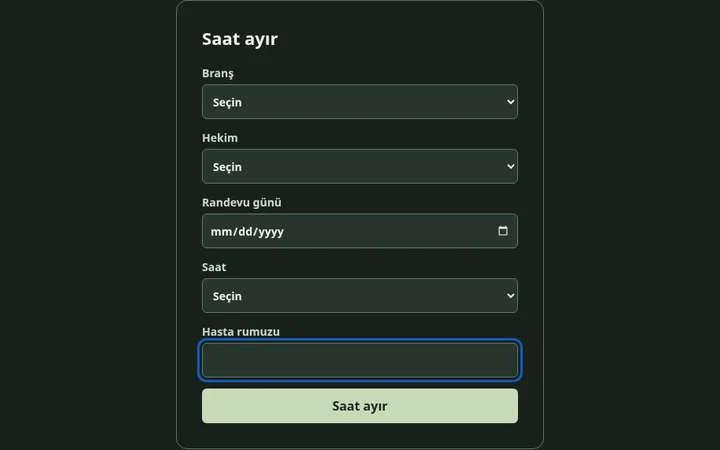 Saat ayır
Branş
Seçin
Hekim
Seçin
Randevu günü
mm/dd/yyyy
Saat
Seçin
Hasta rumuzu
Saat ayır